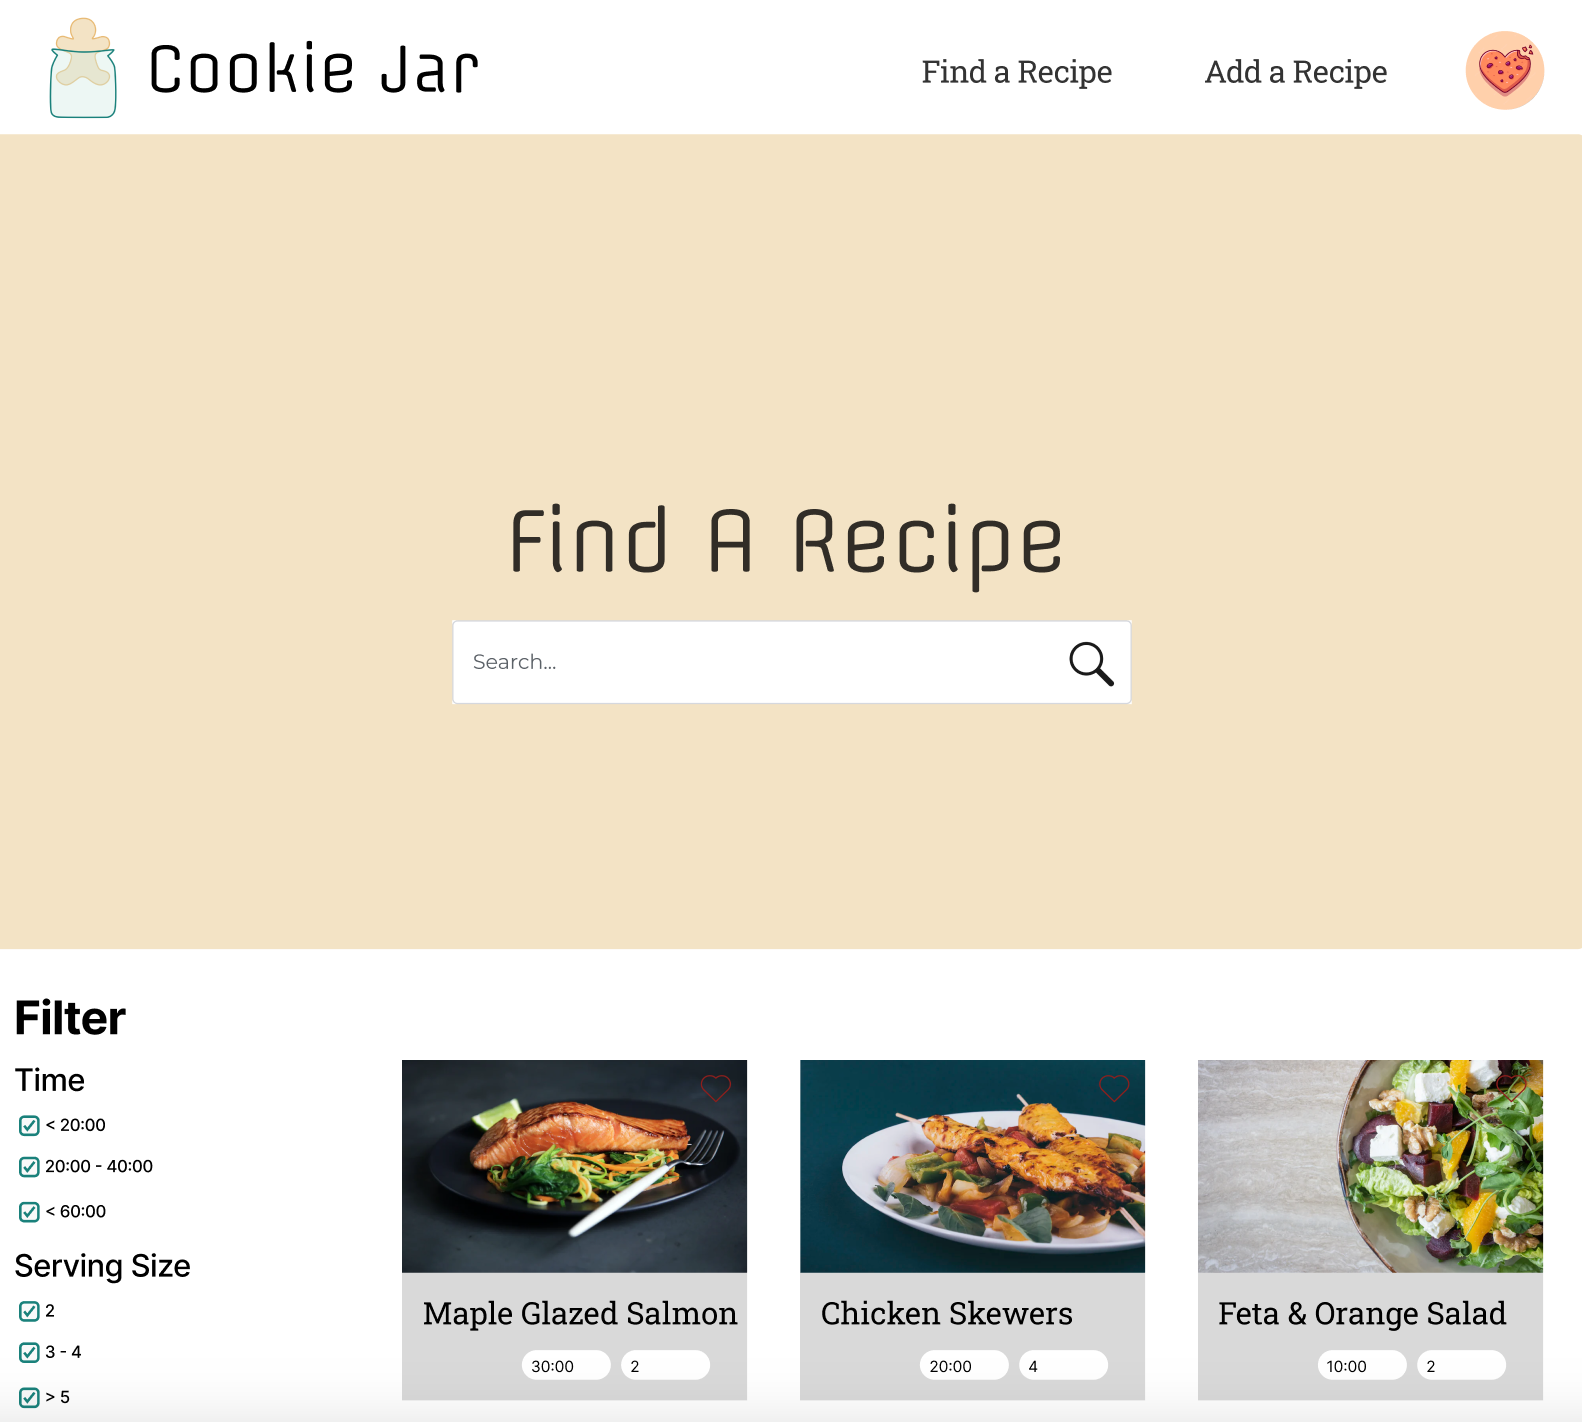 Cookie Jar
Find a Recipe
Add a Recipe
Find A Recipe
Search...
Filter
Time
< 20:00
20:00 - 40:00
< 60:00
Serving Size
2
3 - 4
> 5
Maple Glazed Salmon
30:00
2
Chicken Skewers
20:00
4
Feta & Orange Salad
10:00
2